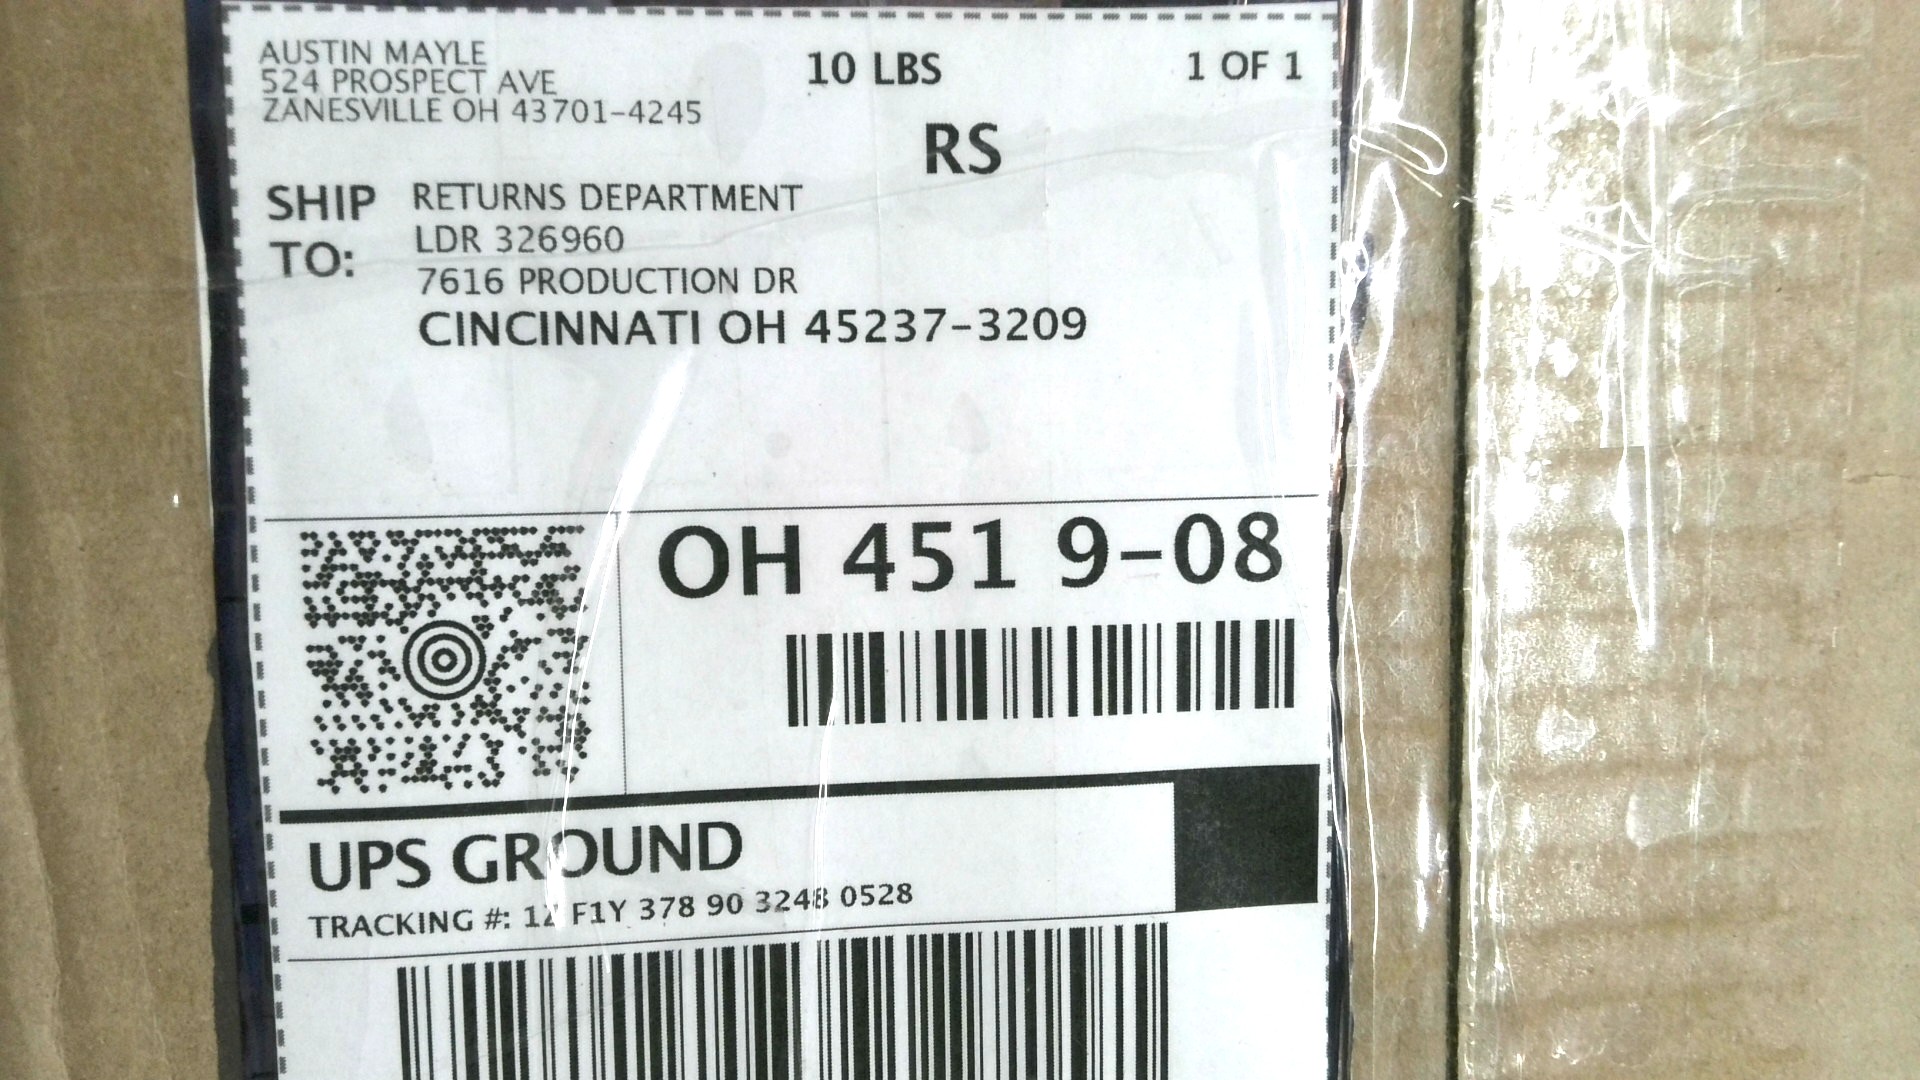 AUSTIN MAYLE
524 PROSPECT AVE
ZANESVILLE OH 43701-4245
10 LBS
1 OF 1
RS
SHIP TO:
RETURNS DEPARTMENT
LDR 326960
7616 PRODUCTION DR
CINCINNATI OH 45237-3209
OH 451 9-08
UPS GROUND
TRACKING #: 1Z F1Y 378 90 3248 0528